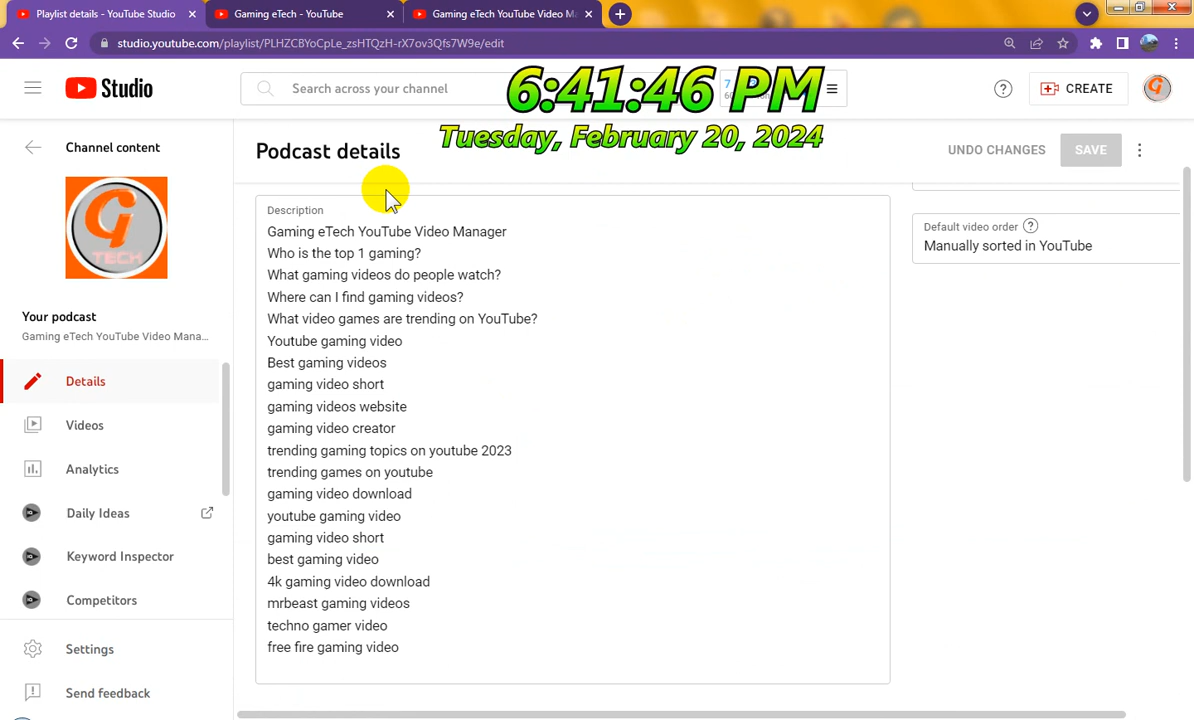 Playlist details - YouTube Studio
Gaming eTech - YouTube
Gaming eTech YouTube Video Ma
studio.youtube.com/playlist/PLHZCBYoCpLe_zsHTQzH-rX7ov3Qfs7W9e/edit
Studio
Search across your channel
6:41:46 PM
Tuesday, February 20, 2024
CREATE
Channel content
Podcast details
UNDO CHANGES
SAVE
G
TECH
Your podcast
Gaming eTech YouTube Video Mana...
Details
Videos
Analytics
Daily Ideas
Keyword Inspector
Competitors
Settings
Send feedback
Description
Gaming eTech YouTube Video Manager
Who is the top 1 gaming?
What gaming videos do people watch?
Where can I find gaming videos?
What video games are trending on YouTube?
Youtube gaming video
Best gaming videos
gaming video short
gaming videos website
gaming video creator
trending gaming topics on youtube 2023
trending games on youtube
gaming video download
youtube gaming video
gaming video short
best gaming video
4k gaming video download
mrbeast gaming videos
techno gamer video
free fire gaming video
Default video order
Manually sorted in YouTube